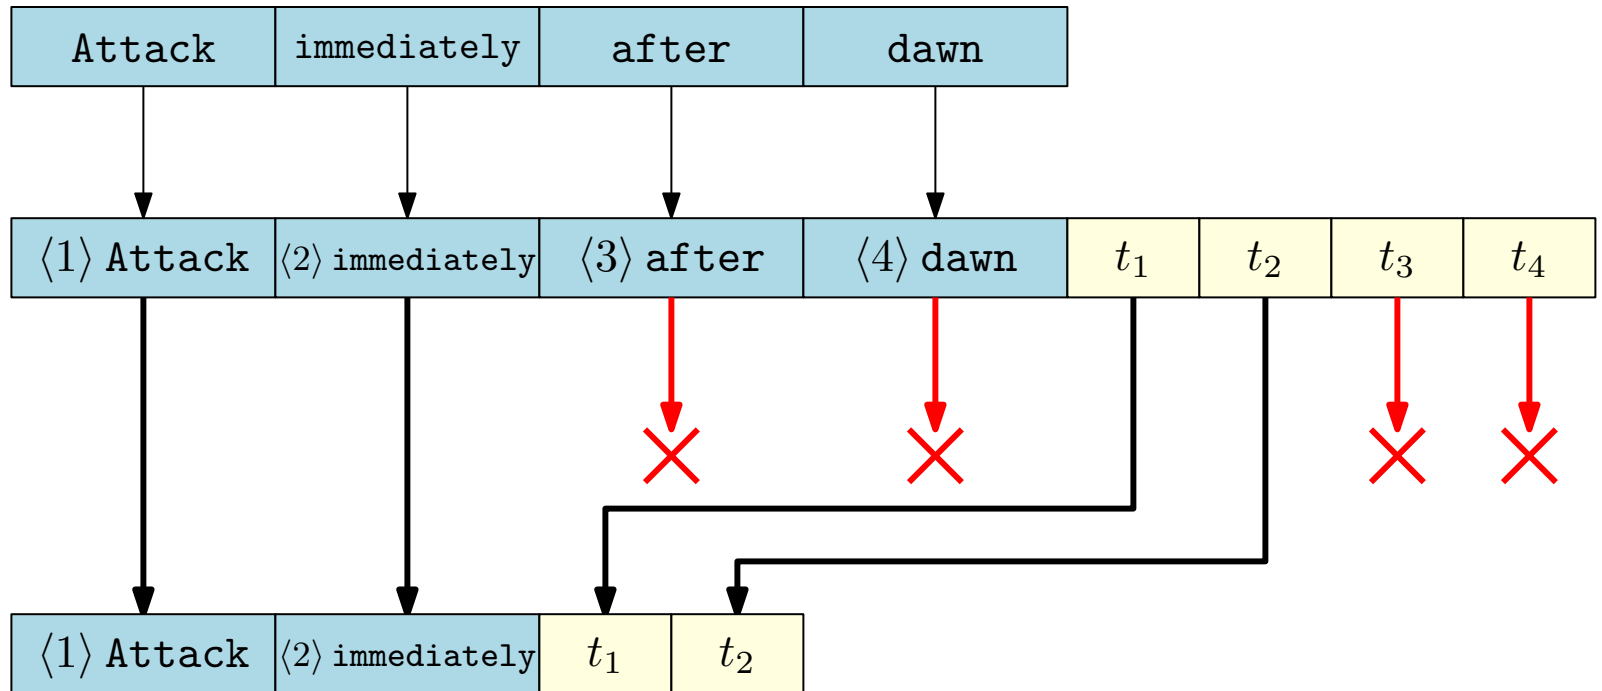 Attack immediately after dawn
⟨1⟩ Attack ⟨2⟩ immediately ⟨3⟩ after ⟨4⟩ dawn t₁ t₂ t₃ t₄
⟨1⟩ Attack ⟨2⟩ immediately t₁ t₂